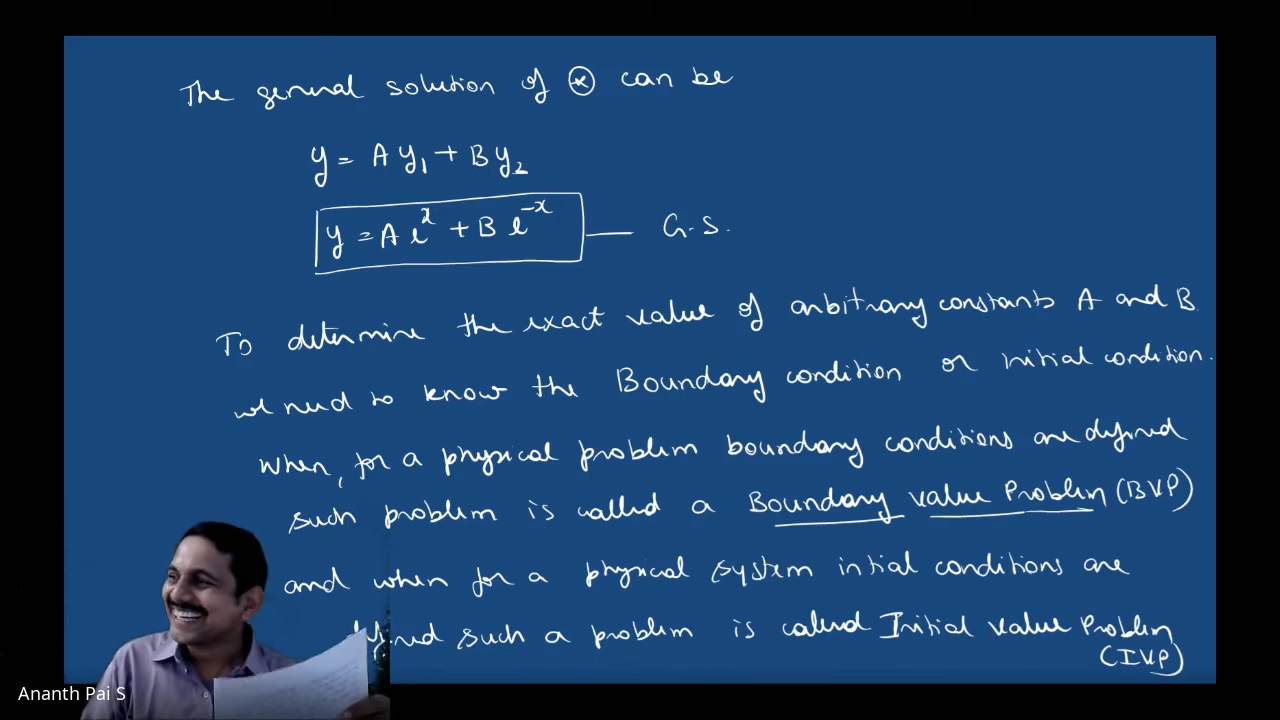 The general solution of ⊛ can be
y = A y₁ + B y₂
y = A eˣ + B e⁻ˣ — G.S.
To determine the exact value of arbitrary constants A and B
we need to know the Boundary condition or initial condition.
When, for a physical problem boundary conditions are defined
such problem is called a Boundary value Problem (BVP)
and when for a physical system initial conditions are
defined such a problem is called Initial value Problem
(IVP)
Ananth Pai S